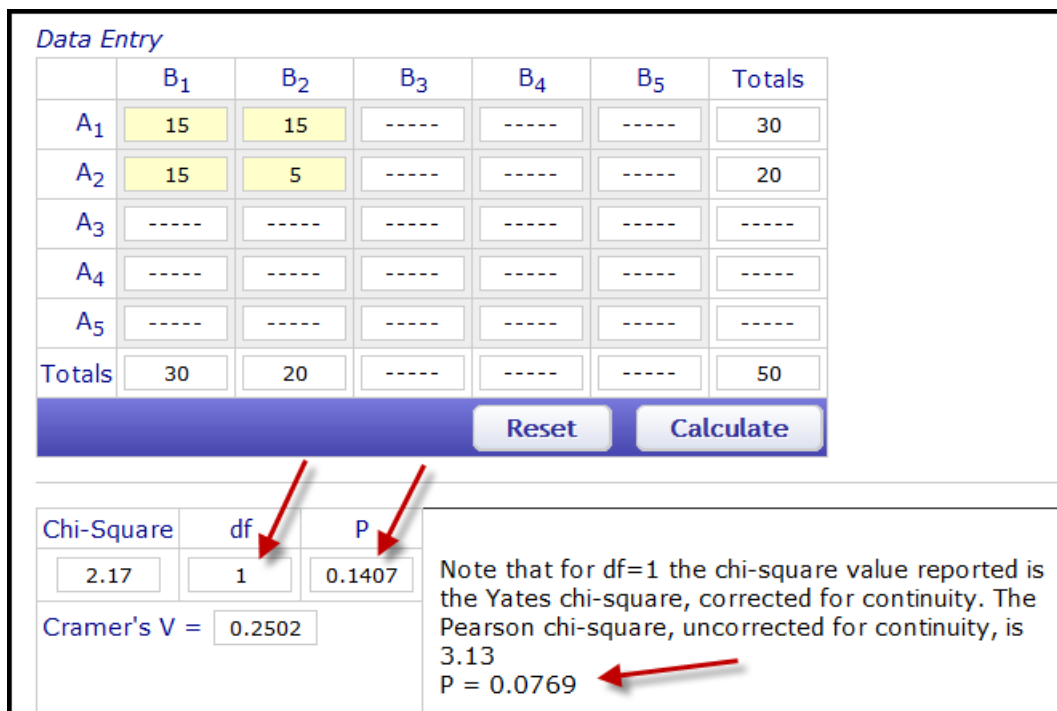 Data Entry
B1 B2 B3 B4 B5 Totals
A1 15 15 ----- ----- ----- 30
A2 15 5 ----- ----- ----- 20
A3 ----- ----- ----- ----- ----- -----
A4 ----- ----- ----- ----- ----- -----
A5 ----- ----- ----- ----- ----- -----
Totals 30 20 ----- ----- ----- 50
Reset Calculate
Chi-Square df P
2.17 1 0.1407
Cramer's V = 0.2502
Note that for df=1 the chi-square value reported is
the Yates chi-square, corrected for continuity. The
Pearson chi-square, uncorrected for continuity, is
3.13
P = 0.0769